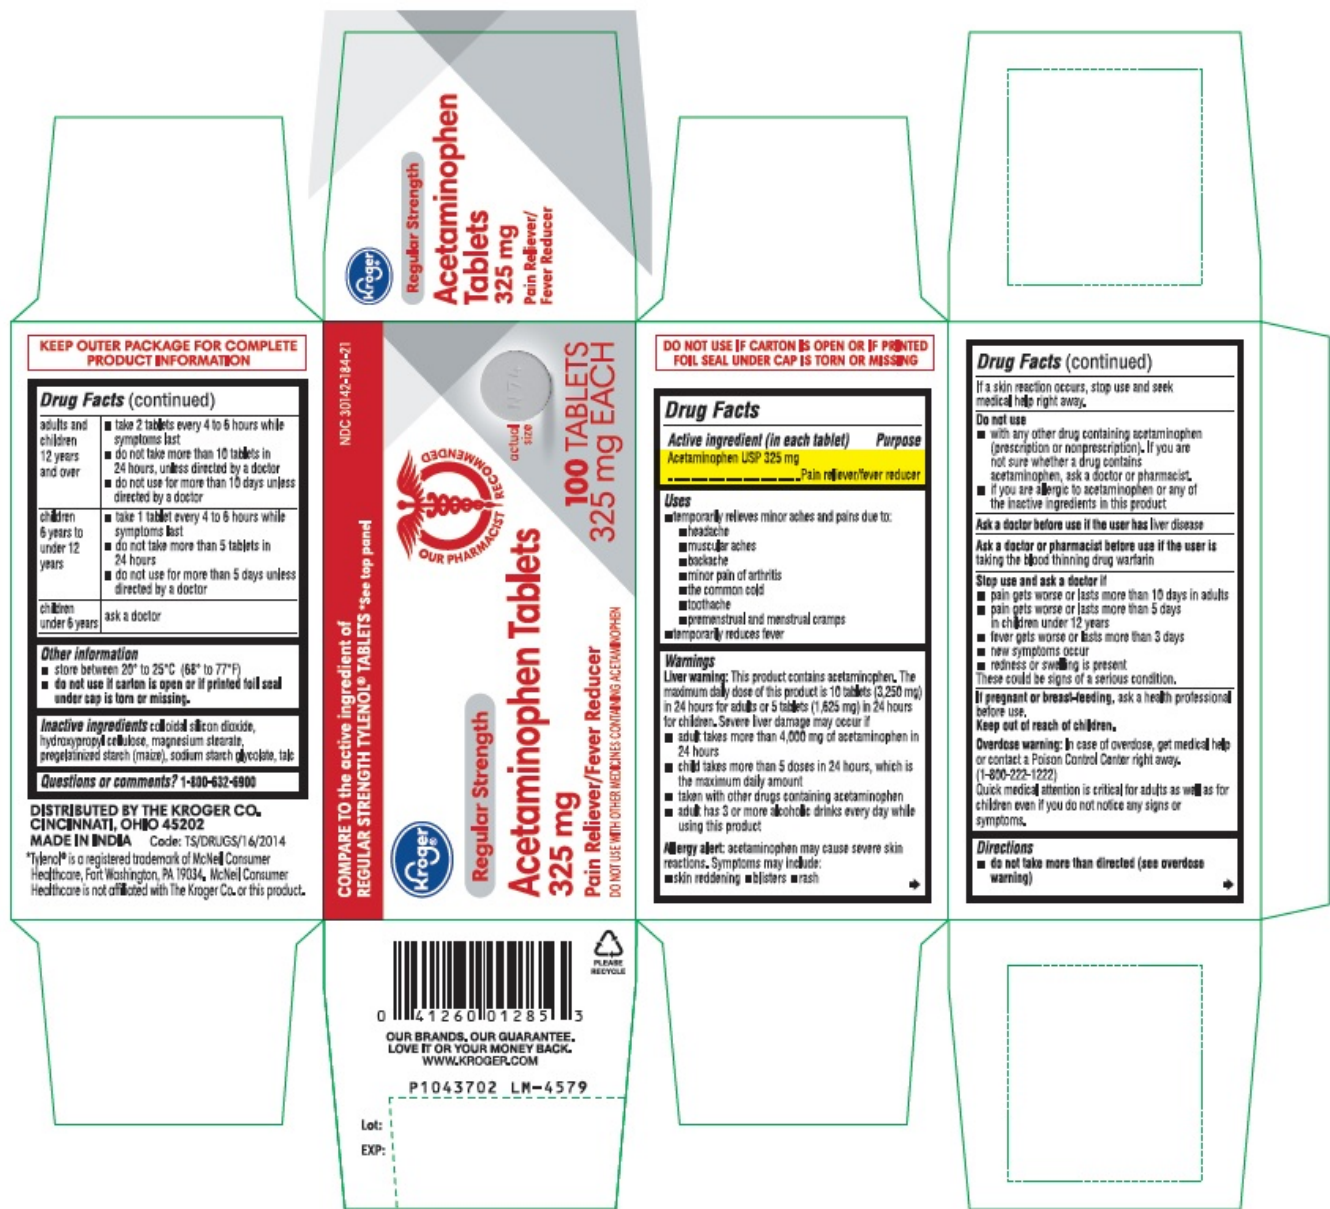 Kroger®
Regular Strength
Acetaminophen
Tablets
325 mg
Pain Reliever/
Fever Reducer
KEEP OUTER PACKAGE FOR COMPLETE
PRODUCT INFORMATION
Drug Facts (continued)
adults and
children
12 years
and over
■ take 2 tablets every 4 to 6 hours while
symptoms last
■ do not take more than 10 tablets in
24 hours, unless directed by a doctor
■ do not use for more than 10 days unless
directed by a doctor
children
6 years to
under 12
years
■ take 1 tablet every 4 to 6 hours while
symptoms last
■ do not take more than 5 tablets in
24 hours
■ do not use for more than 5 days unless
directed by a doctor
children
under 6 years
ask a doctor
Other information
■ store between 20° to 25°C (68° to 77°F)
■ do not use if carton is open or if printed foil seal
under cap is torn or missing.
Inactive ingredients colloidal silicon dioxide,
hydroxypropyl cellulose, magnesium stearate,
pregelatinized starch (maize), sodium starch glycolate, talc
Questions or comments? 1-800-632-6900
DISTRIBUTED BY THE KROGER CO.
CINCINNATI, OHIO 45202
MADE IN INDIA Code: TS/DRUGS/16/2014
*Tylenol® is a registered trademark of McNeil Consumer
Healthcare, Fort Washington, PA 19034. McNeil Consumer
Healthcare is not affiliated with The Kroger Co. or this product.
COMPARE TO the active ingredient of
REGULAR STRENGTH TYLENOL® TABLETS *See top panel
NDC 30142-184-21
OUR PHARMACIST RECOMMENDED
actual
size
100 TABLETS
325 mg EACH
Kroger®
Regular Strength
Acetaminophen Tablets
325 mg
Pain Reliever/Fever Reducer
DO NOT USE WITH OTHER MEDICINES CONTAINING ACETAMINOPHEN
DO NOT USE IF CARTON IS OPEN OR IF PRINTED
FOIL SEAL UNDER CAP IS TORN OR MISSING
Drug Facts
Active ingredient (in each tablet) Purpose
Acetaminophen USP 325 mg
Pain reliever/fever reducer
Uses
■temporarily relieves minor aches and pains due to:
■headache
■muscular aches
■backache
■minor pain of arthritis
■the common cold
■toothache
■premenstrual and menstrual cramps
■temporarily reduces fever
Warnings
Liver warning: This product contains acetaminophen. The
maximum daily dose of this product is 10 tablets (3,250 mg)
in 24 hours for adults or 5 tablets (1,625 mg) in 24 hours
for children. Severe liver damage may occur if
■ adult takes more than 4,000 mg of acetaminophen in
24 hours
■ child takes more than 5 doses in 24 hours, which is
the maximum daily amount
■ taken with other drugs containing acetaminophen
■ adult has 3 or more alcoholic drinks every day while
using this product
Allergy alert: acetaminophen may cause severe skin
reactions. Symptoms may include:
■skin reddening ■blisters ■rash
Drug Facts (continued)
If a skin reaction occurs, stop use and seek
medical help right away.
Do not use
■ with any other drug containing acetaminophen
(prescription or nonprescription). If you are
not sure whether a drug contains
acetaminophen, ask a doctor or pharmacist.
■ if you are allergic to acetaminophen or any of
the inactive ingredients in this product
Ask a doctor before use if the user has liver disease
Ask a doctor or pharmacist before use if the user is
taking the blood thinning drug warfarin
Stop use and ask a doctor if
■ pain gets worse or lasts more than 10 days in adults
■ pain gets worse or lasts more than 5 days
in children under 12 years
■ fever gets worse or lasts more than 3 days
■ new symptoms occur
■ redness or swelling is present
These could be signs of a serious condition.
If pregnant or breast-feeding, ask a health professional
before use.
Keep out of reach of children.
Overdose warning: In case of overdose, get medical help
or contact a Poison Control Center right away.
(1-800-222-1222)
Quick medical attention is critical for adults as well as for
children even if you do not notice any signs or
symptoms.
Directions
■ do not take more than directed (see overdose
warning)
PLEASE
RECYCLE
0 41260 01285 3
OUR BRANDS. OUR GUARANTEE.
LOVE IT OR YOUR MONEY BACK.
WWW.KROGER.COM
P1043702 LM-4579
Lot:
EXP: